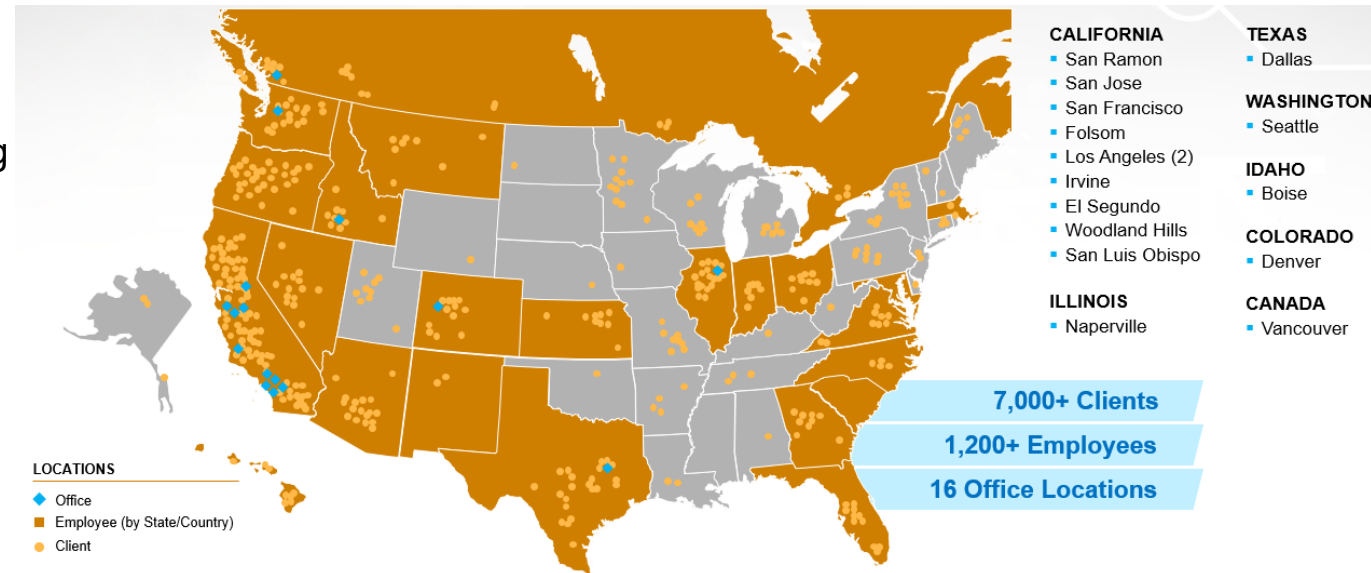 g
CALIFORNIA
San Ramon
San Jose
San Francisco
Folsom
Los Angeles (2)
Irvine
El Segundo
Woodland Hills
San Luis Obispo
ILLINOIS
Naperville
TEXAS
Dallas
WASHINGTON
Seattle
IDAHO
Boise
COLORADO
Denver
CANADA
Vancouver
7,000+ Clients
1,200+ Employees
16 Office Locations
LOCATIONS
Office
Employee (by State/Country)
Client